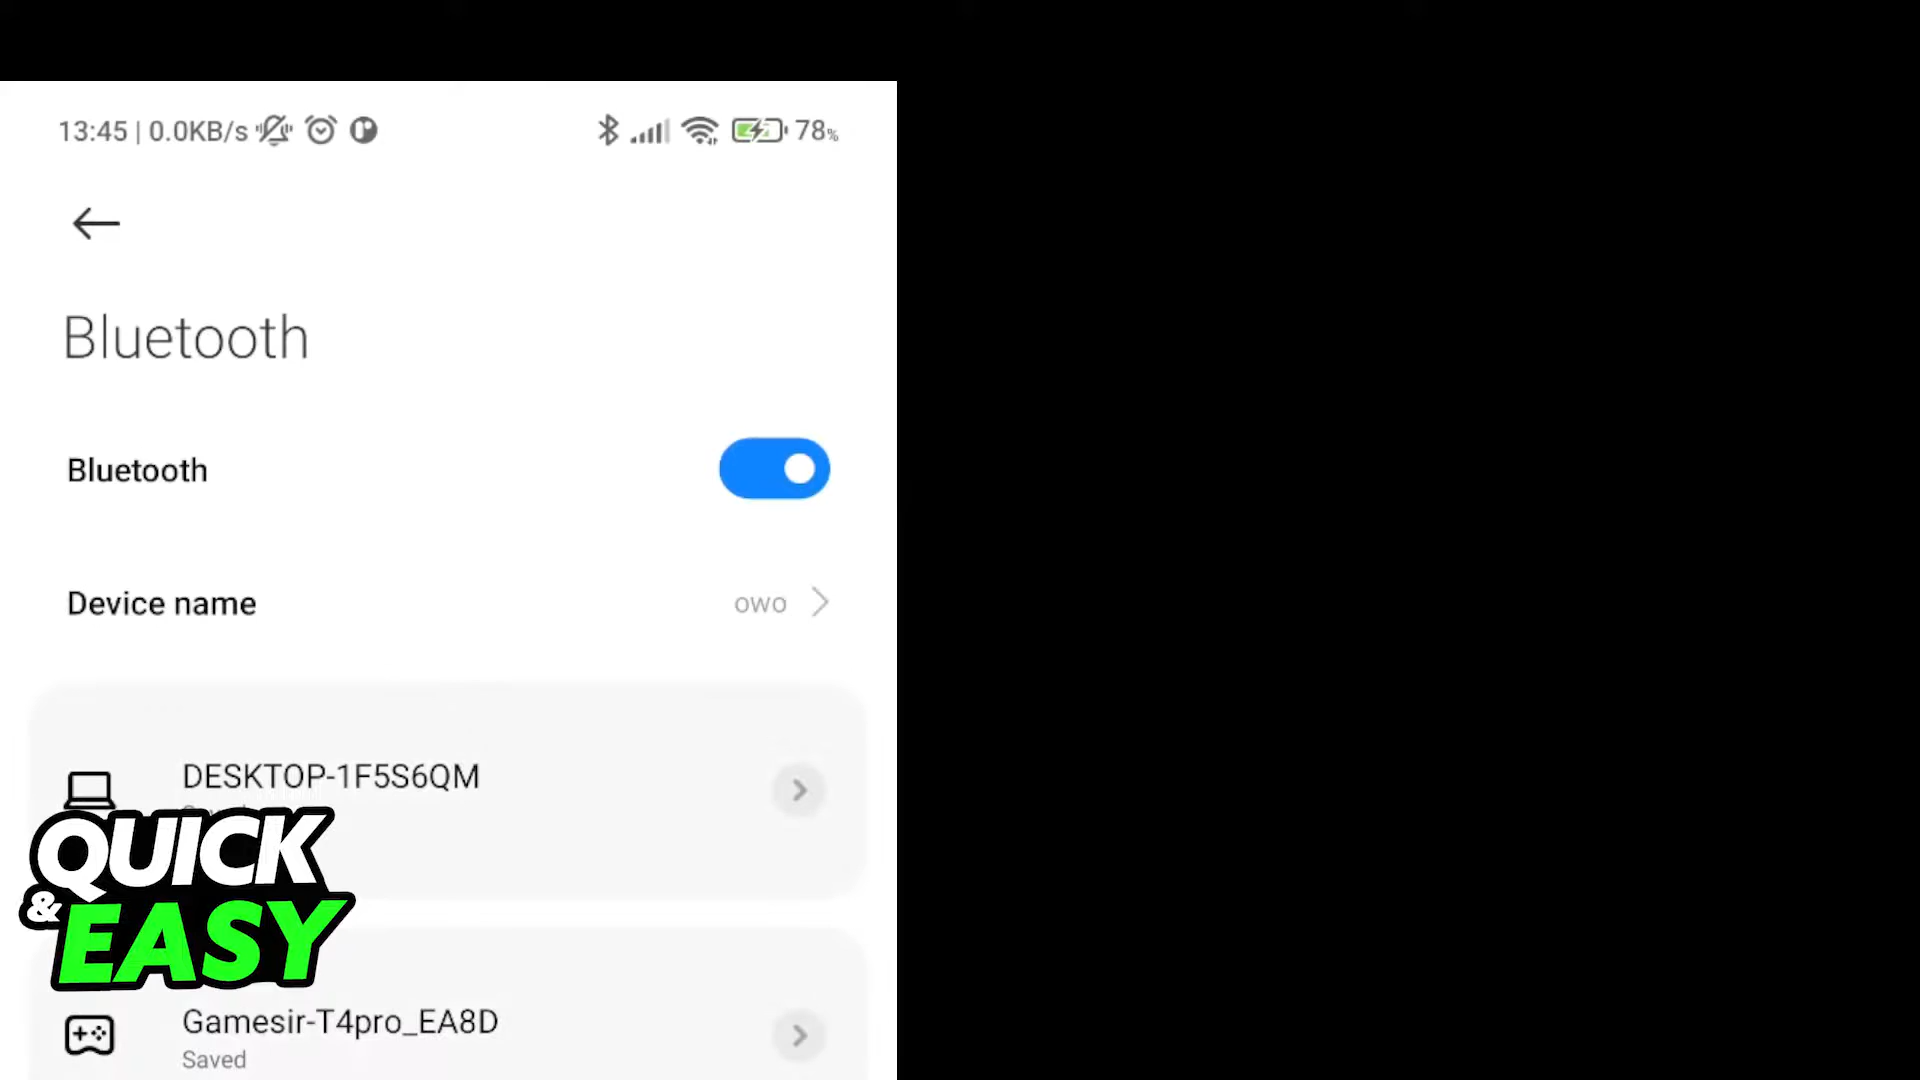 13:45 | 0.0KB/s 78%
Bluetooth
Bluetooth
Device name owo
DESKTOP-1F5S6QM
QUICK
& EASY
Gamesir-T4pro_EA8D
Saved